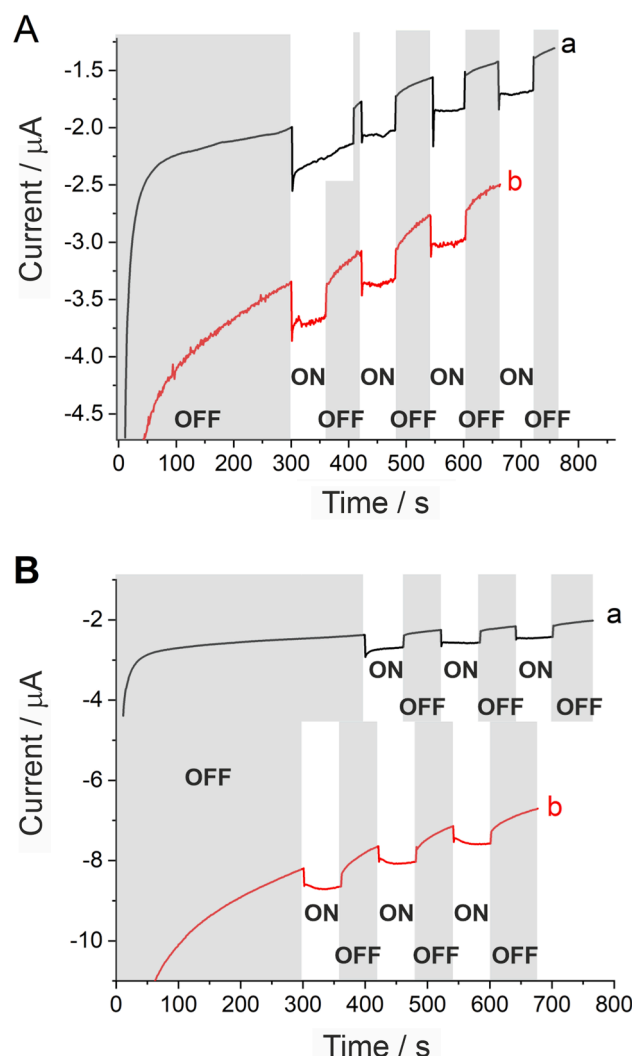 A
a
b
Current / μA
-1.5
-2.0
-2.5
-3.0
-3.5
-4.0
-4.5
ON ON ON ON
OFF OFF OFF OFF OFF
0 100 200 300 400 500 600 700 800
Time / s
B
a
b
Current / μA
-2
-4
-6
-8
-10
ON ON ON
OFF OFF OFF
OFF
ON ON ON
OFF OFF OFF
0 100 200 300 400 500 600 700 800
Time / s